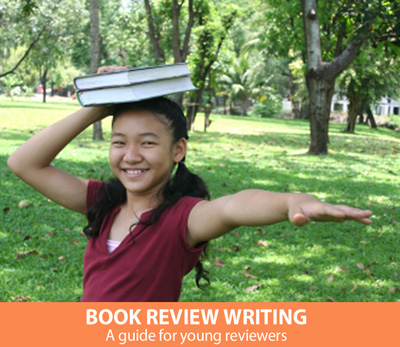 BOOK REVIEW WRITING
A guide for young reviewers